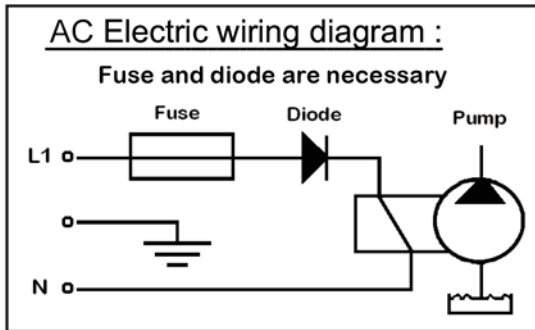 AC Electric wiring diagram :
Fuse and diode are necessary
Fuse Diode Pump
L1
N